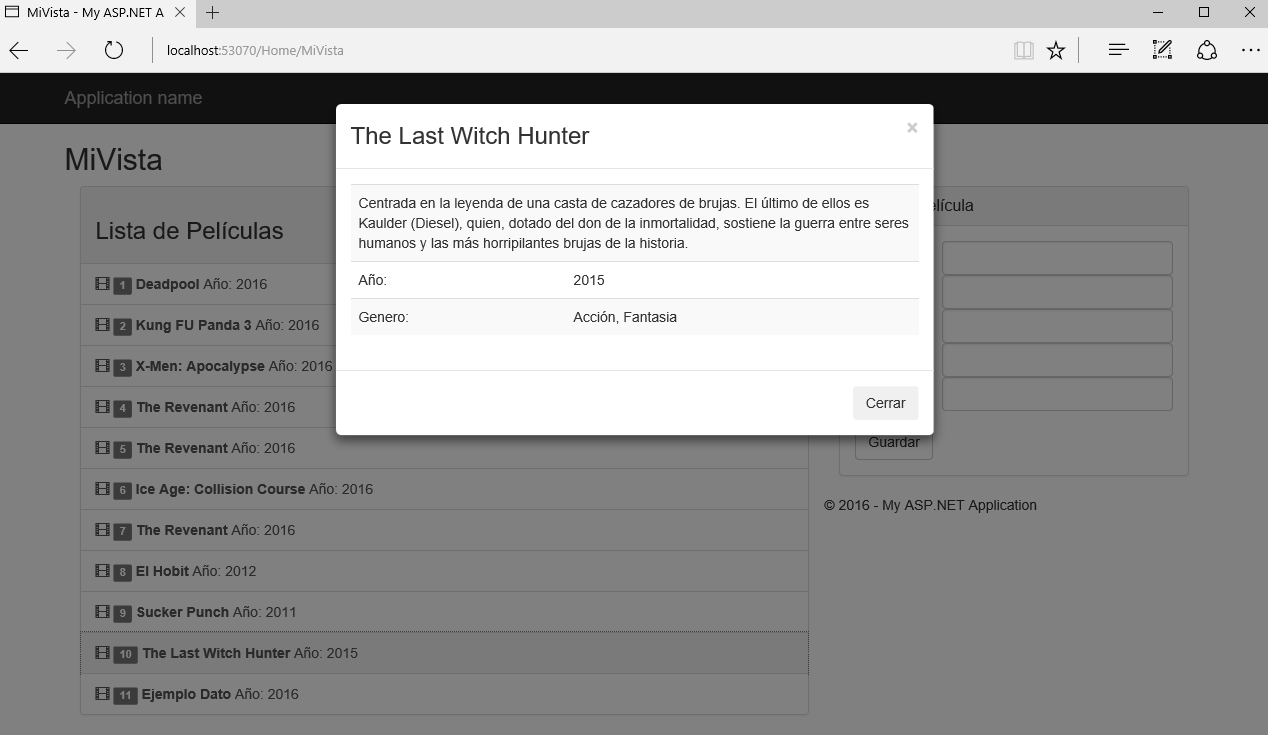 MiVista - My ASP.NET A
localhost:53070/Home/MiVista
Application name
MiVista
The Last Witch Hunter
×
Centrada en la leyenda de una casta de cazadores de brujas. El último de ellos es
Kaulder (Diesel), quien, dotado del don de la inmortalidad, sostiene la guerra entre seres
humanos y las más horripilantes brujas de la historia.
Año: 2015
Genero: Acción, Fantasia
Cerrar
Lista de Películas
1 Deadpool Año: 2016
2 Kung FU Panda 3 Año: 2016
3 X-Men: Apocalypse Año: 2016
4 The Revenant Año: 2016
5 The Revenant Año: 2016
6 Ice Age: Collision Course Año: 2016
7 The Revenant Año: 2016
8 El Hobit Año: 2012
9 Sucker Punch Año: 2011
10 The Last Witch Hunter Año: 2015
11 Ejemplo Dato Año: 2016
Guardar
© 2016 - My ASP.NET Application